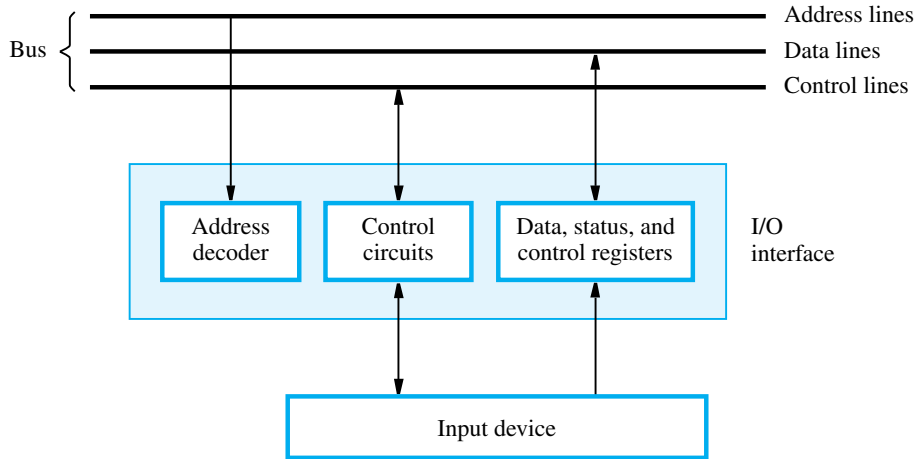 Address lines
Bus
Data lines
Control lines
Address
decoder
Control
circuits
Data, status, and
control registers
I/O
interface
Input device